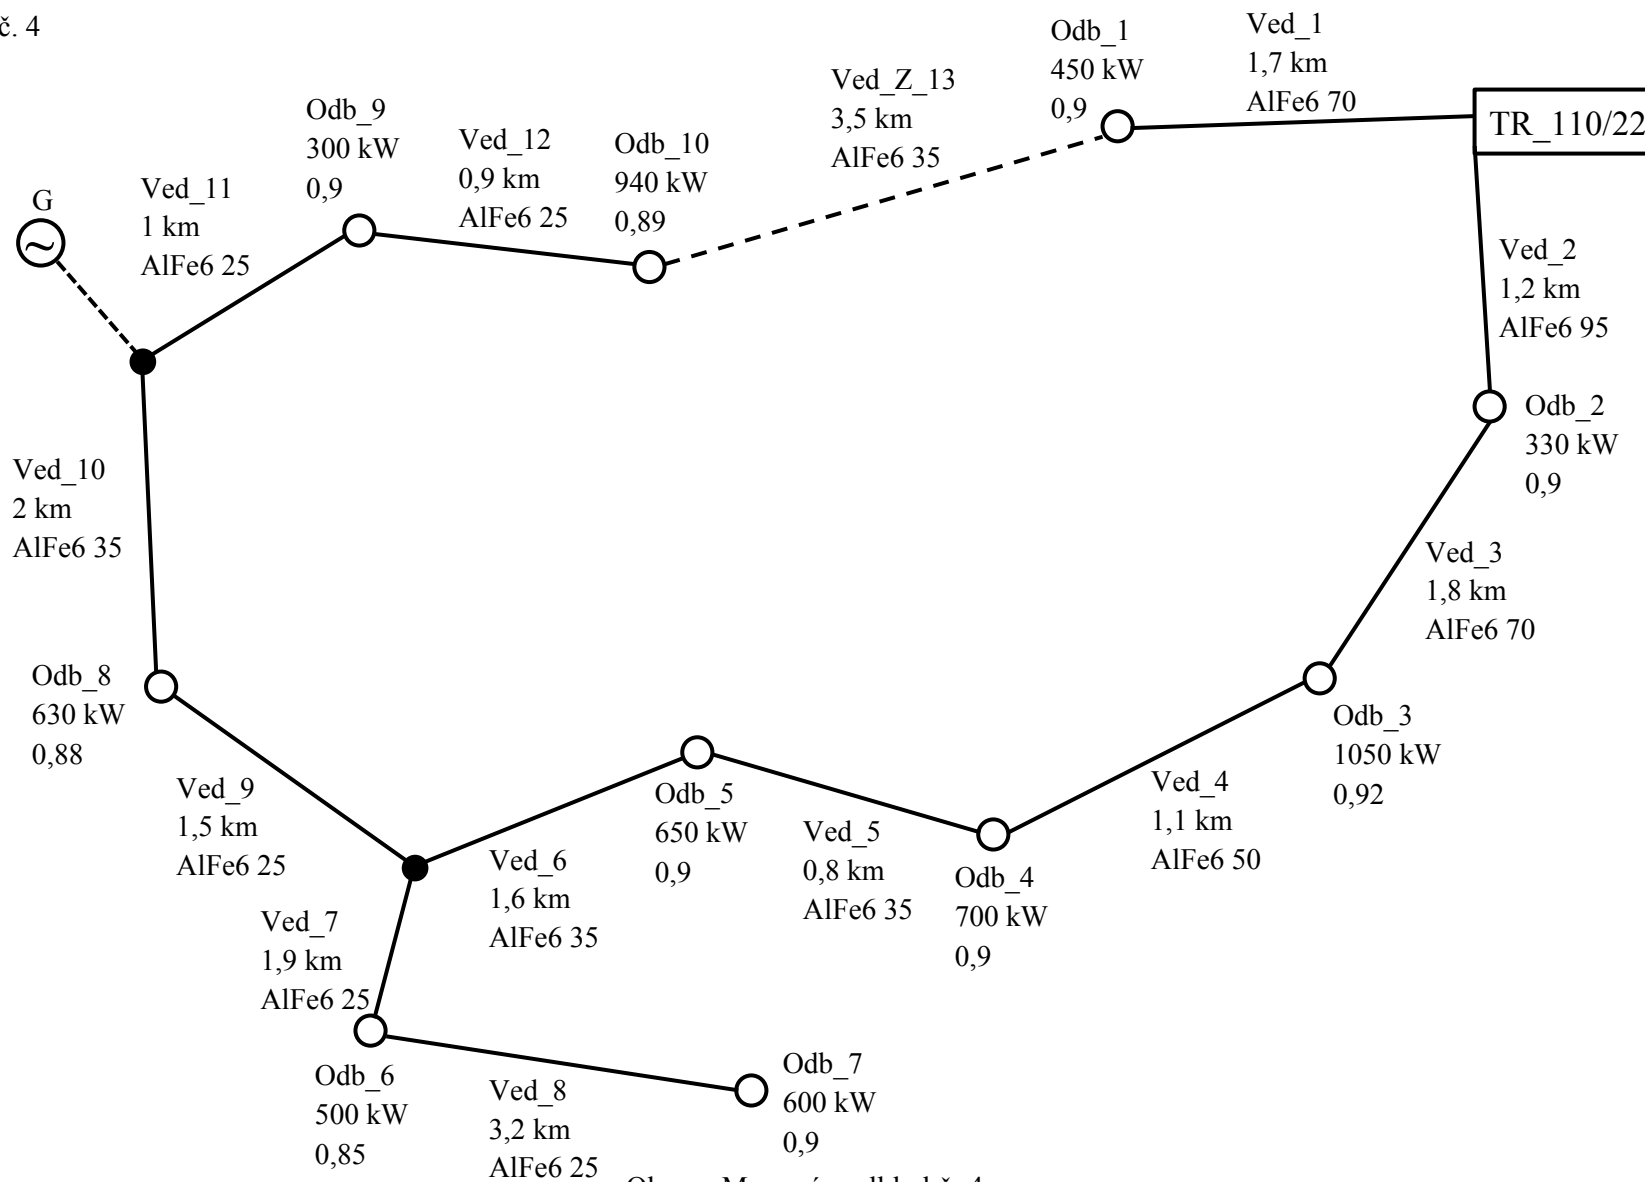 č. 4
Odb_1
450 kW
0,9
Ved_1
1,7 km
AlFe6 70
TR_110/22
Ved_Z_13
3,5 km
AlFe6 35
Odb_9
300 kW
0,9
Ved_12
0,9 km
AlFe6 25
Odb_10
940 kW
0,89
G
~
Ved_11
1 km
AlFe6 25
Ved_2
1,2 km
AlFe6 95
Odb_2
330 kW
0,9
Ved_10
2 km
AlFe6 35
Ved_3
1,8 km
AlFe6 70
Odb_8
630 kW
0,88
Odb_3
1050 kW
0,92
Ved_9
1,5 km
AlFe6 25
Odb_5
650 kW
0,9
Ved_4
1,1 km
AlFe6 50
Ved_5
0,8 km
AlFe6 35
Ved_6
1,6 km
AlFe6 35
Odb_4
700 kW
0,9
Ved_7
1,9 km
AlFe6 25
Odb_6
500 kW
0,85
Ved_8
3,2 km
AlFe6 25
Odb_7
600 kW
0,9